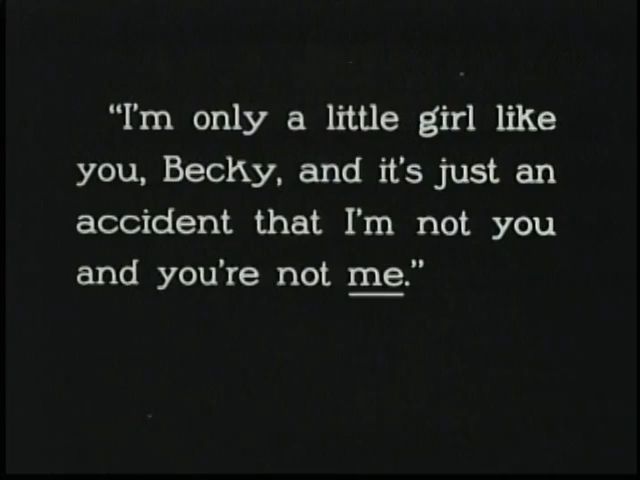 “I'm only a little girl like
you, Becky, and it's just an
accident that I'm not you
and you're not me.”